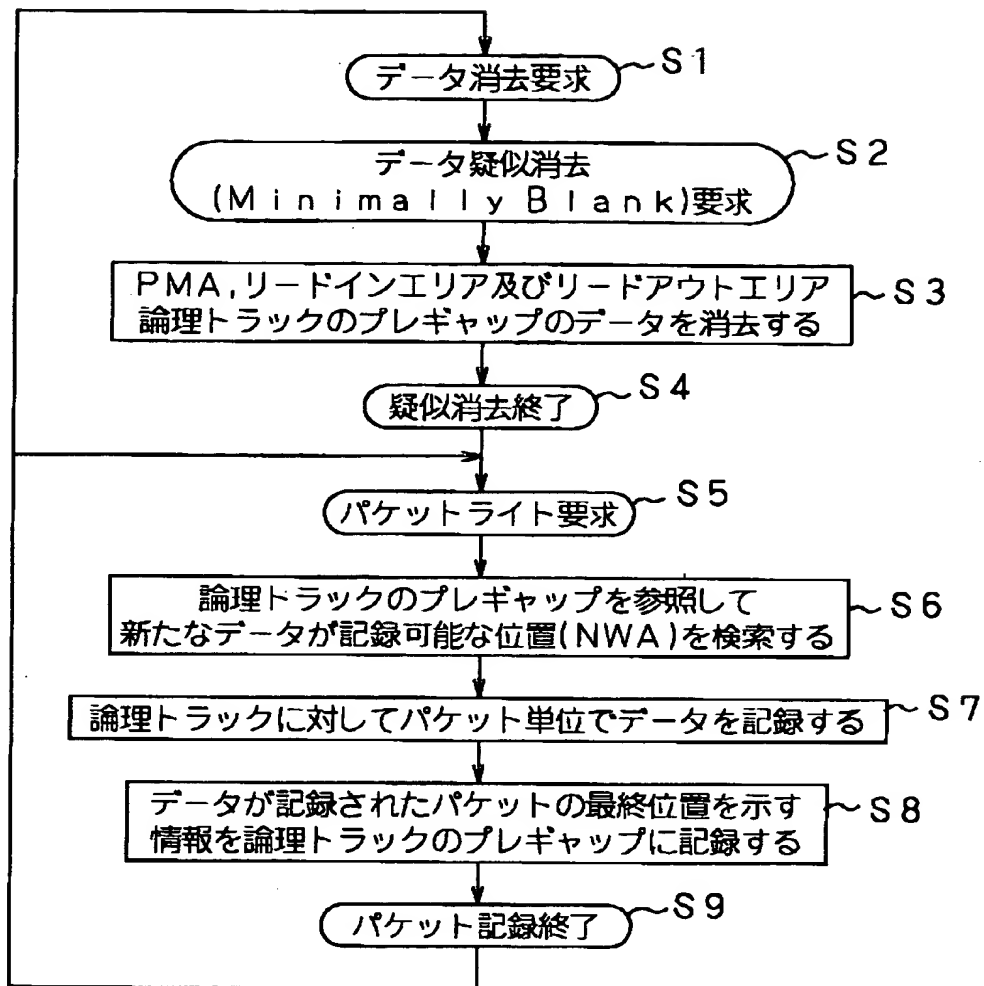 データ消去要求
S1
データ疑似消去
(Minimally Blank)要求
S2
PMA,リードインエリア及びリードアウトエリア
論理トラックのプレギャップのデータを消去する
S3
疑似消去終了
S4
パケットライト要求
S5
論理トラックのプレギャップを参照して
新たなデータが記録可能な位置(NWA)を検索する
S6
論理トラックに対してパケット単位でデータを記録する
S7
データが記録されたパケットの最終位置を示す
情報を論理トラックのプレギャップに記録する
S8
パケット記録終了
S9